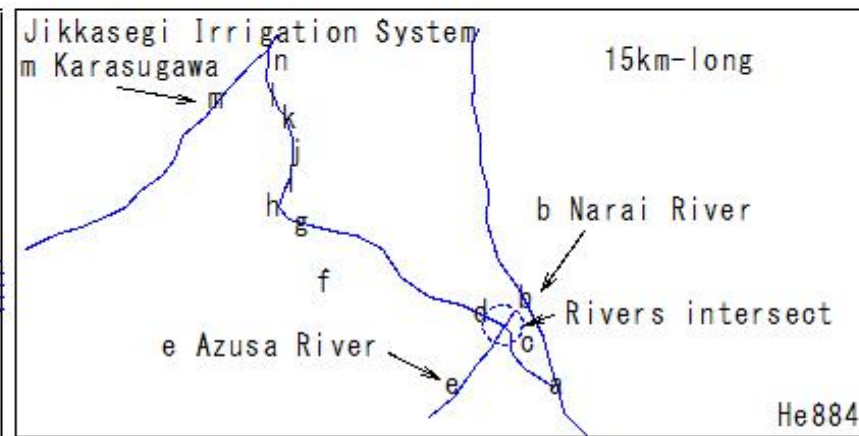 Jikkasegi Irrigation System
m Karasugawa
15km-long
n
m
k
j
i
h
g
b Narai River
f
b
d
Rivers intersect
c
e Azusa River
e
a
He884